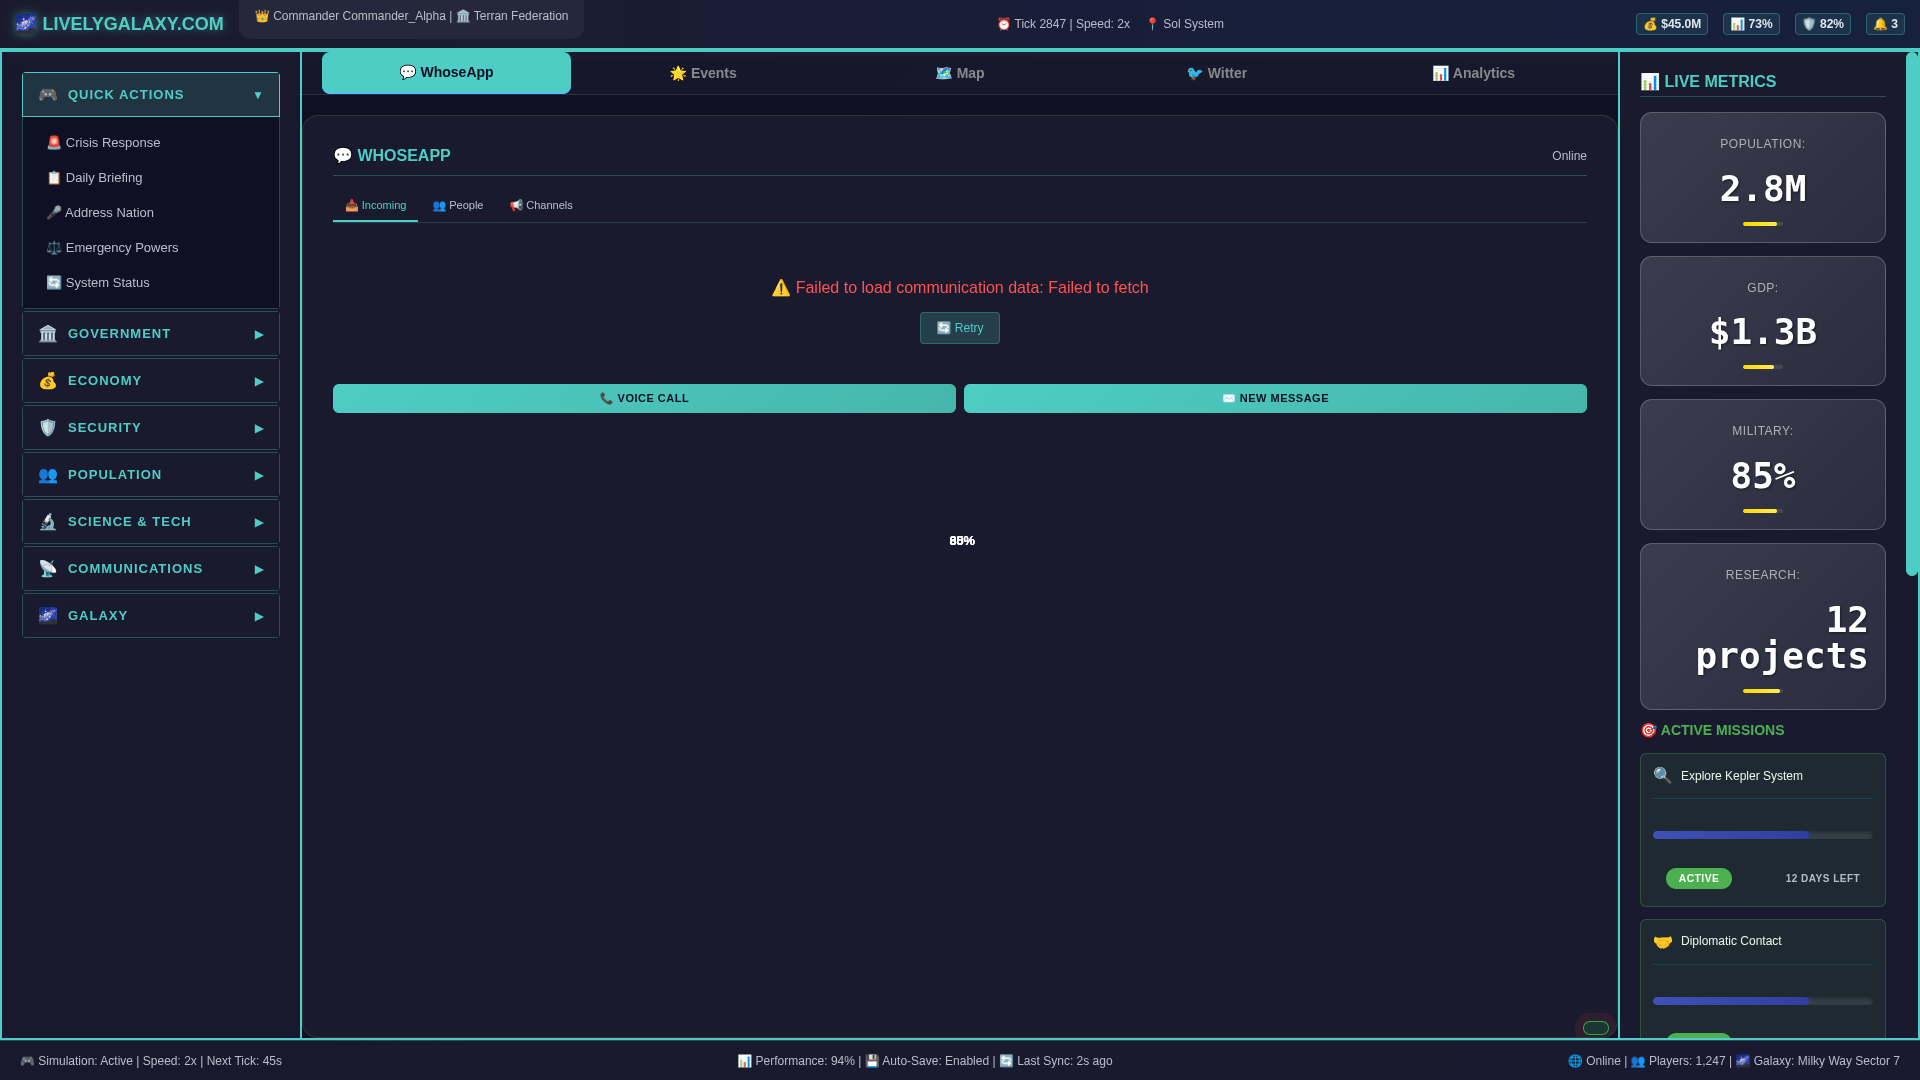 🌌 LIVELYGALAXY.COM
👑 Commander Commander_Alpha | 🏛️ Terran Federation
⏰ Tick 2847 | Speed: 2x 📍 Sol System
💰 $45.0M 📊 73% 🛡️ 82% 🔔 3
🎮 QUICK ACTIONS ▼
🚨 Crisis Response
📋 Daily Briefing
🎤 Address Nation
⚖️ Emergency Powers
🔄 System Status
🏛️ GOVERNMENT ▶
💰 ECONOMY ▶
🛡️ SECURITY ▶
👥 POPULATION ▶
🔬 SCIENCE & TECH ▶
📡 COMMUNICATIONS ▶
🌌 GALAXY ▶
💬 WhoseApp 🌟 Events 🗺️ Map 🐦 Witter 📊 Analytics
💬 WHOSEAPP Online
📥 Incoming 👥 People 📢 Channels
⚠️ Failed to load communication data: Failed to fetch
🔄 Retry
📞 VOICE CALL ✉️ NEW MESSAGE
📊 LIVE METRICS
POPULATION:
2.8M
GDP:
$1.3B
MILITARY:
85%
RESEARCH:
12
projects
🎯 ACTIVE MISSIONS
🔍 Explore Kepler System
ACTIVE 12 DAYS LEFT
🤝 Diplomatic Contact
🎮 Simulation: Active | Speed: 2x | Next Tick: 45s
📊 Performance: 94% | 💾 Auto-Save: Enabled | 🔄 Last Sync: 2s ago
🌐 Online | 👥 Players: 1,247 | 🌌 Galaxy: Milky Way Sector 7